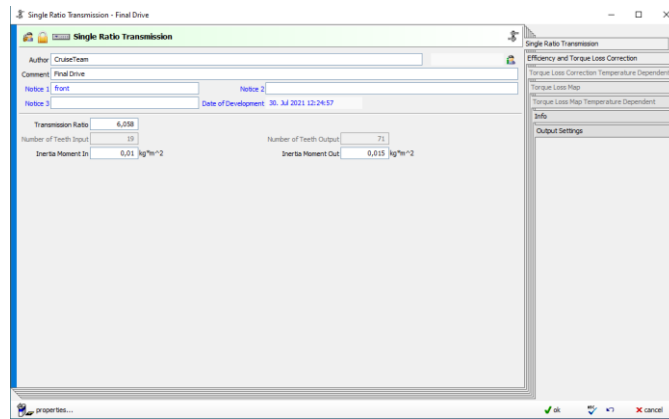 Single Ratio Transmission - Final Drive
Single Ratio Transmission
Author CruiseTeam
Comment Final Drive
Notice 1 front Notice 2
Notice 3 Date of Development 30. Jul 2021 12:24:57
Transmission Ratio 6,058
Number of Teeth Input 19 Number of Teeth Output 71
Inertia Moment In 0,01 kg*m^2 Inertia Moment Out 0,015 kg*m^2
Single Ratio Transmission
Efficiency and Torque Loss Correction
Torque Loss Correction Temperature Dependent
Torque Loss Map
Torque Loss Map Temperature Dependent
Info
Output Settings
properties... ok cancel